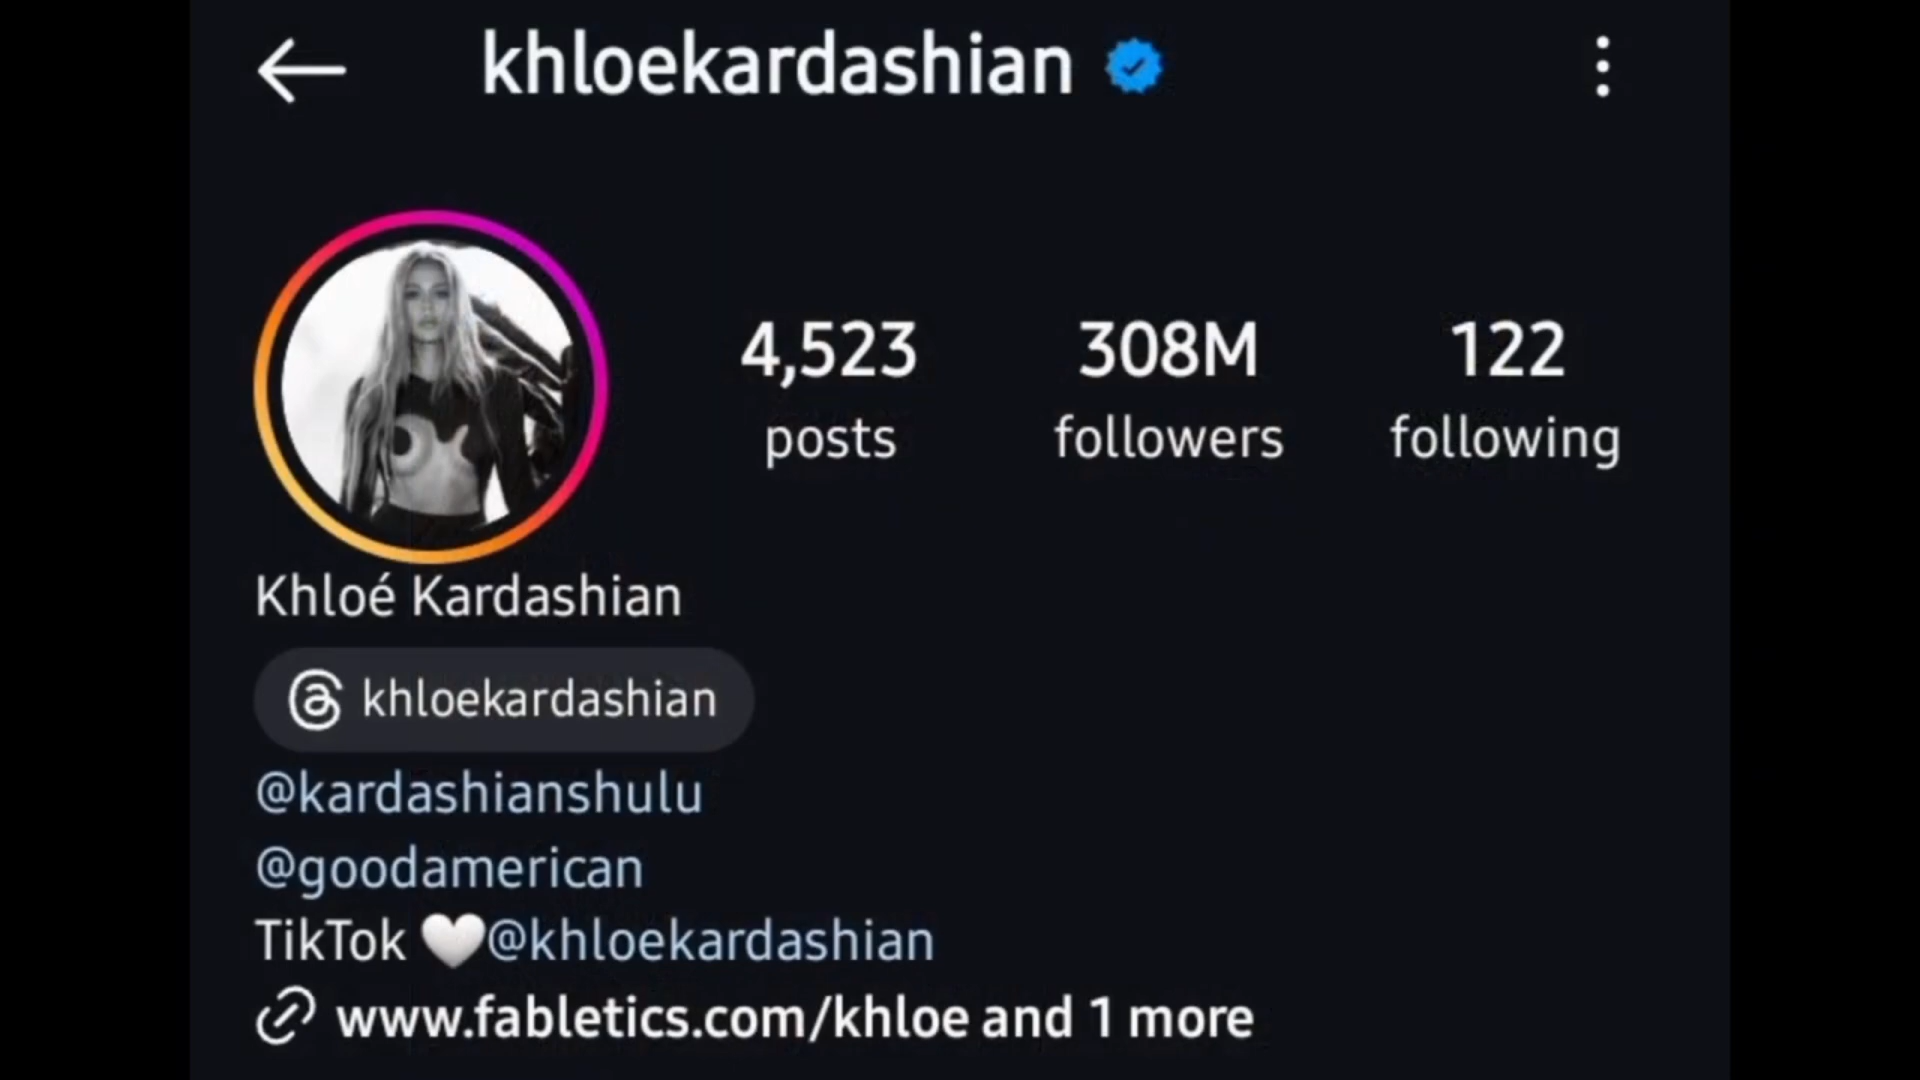 khloekardashian
4,523 308M 122
posts followers following
Khloé Kardashian
khloekardashian
@kardashianshulu
@goodamerican
TikTok 🤍@khloekardashian
www.fabletics.com/khloe and 1 more